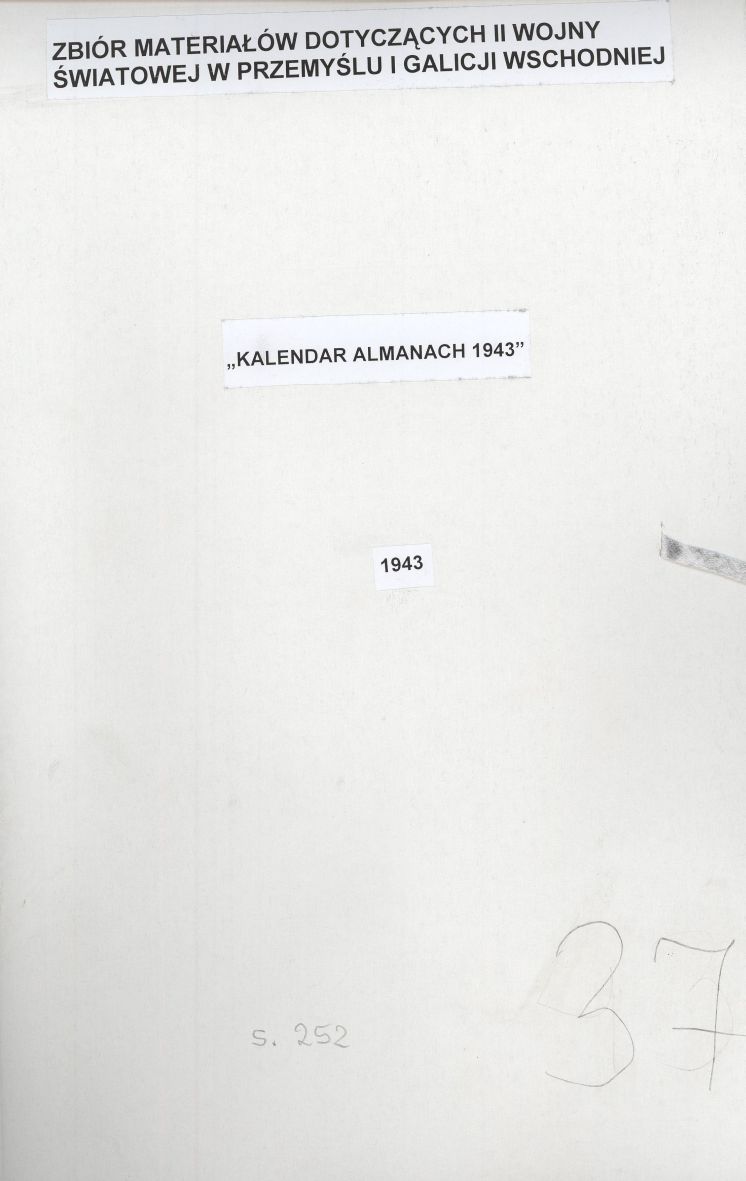 ZBIÓR MATERIAŁÓW DOTYCZĄCYCH II WOJNY
ŚWIATOWEJ W PRZEMYŚLU I GALICJI WSCHODNIEJ
„KALENDAR ALMANACH 1943”
1943
37
s. 252